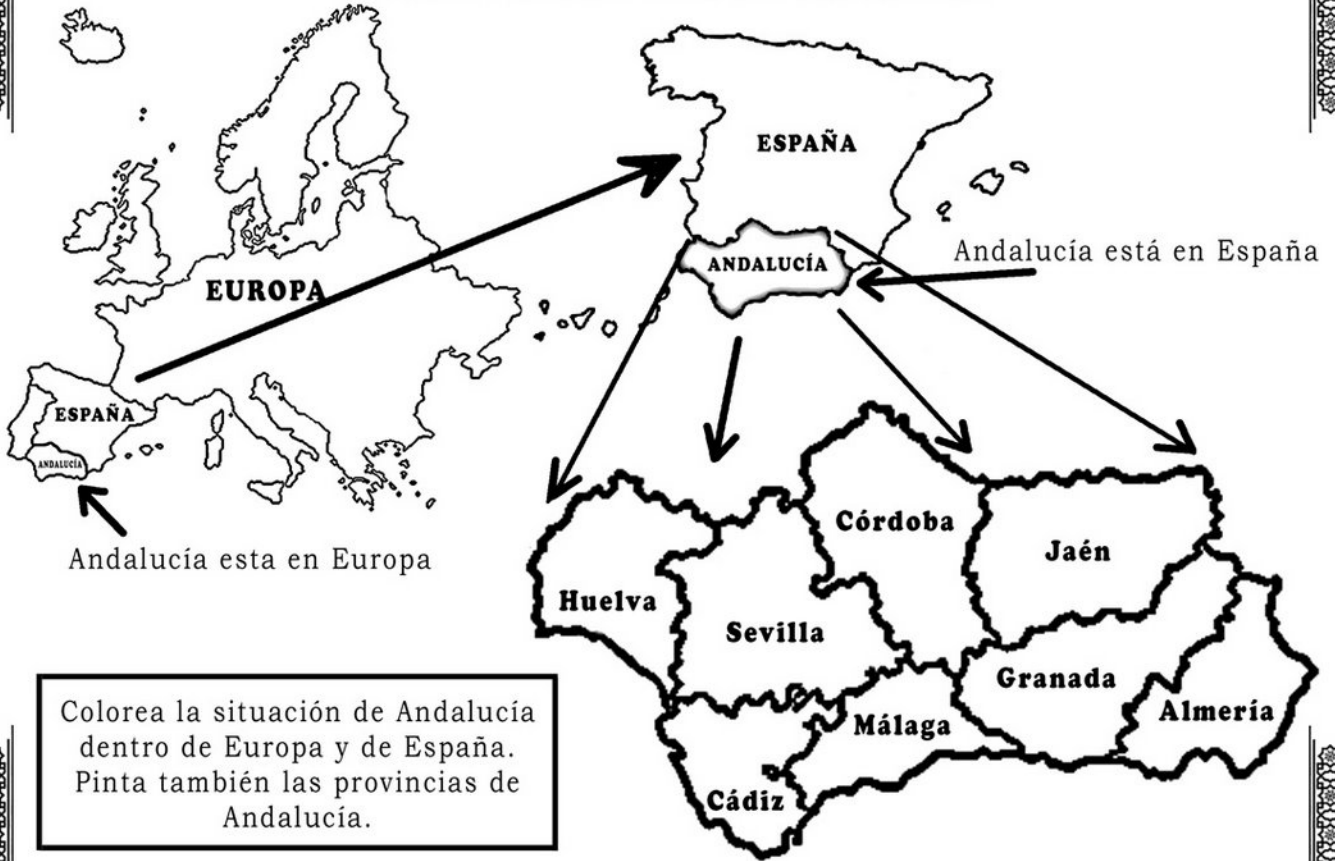 ESPAÑA
ANDALUCÍA
Andalucía está en España
EUROPA
ESPAÑA
ANDALUCÍA
Andalucía esta en Europa
Córdoba
Jaén
Huelva
Sevilla
Granada
Almería
Málaga
Cádiz
Colorea la situación de Andalucía
dentro de Europa y de España.
Pinta también las provincias de
Andalucía.